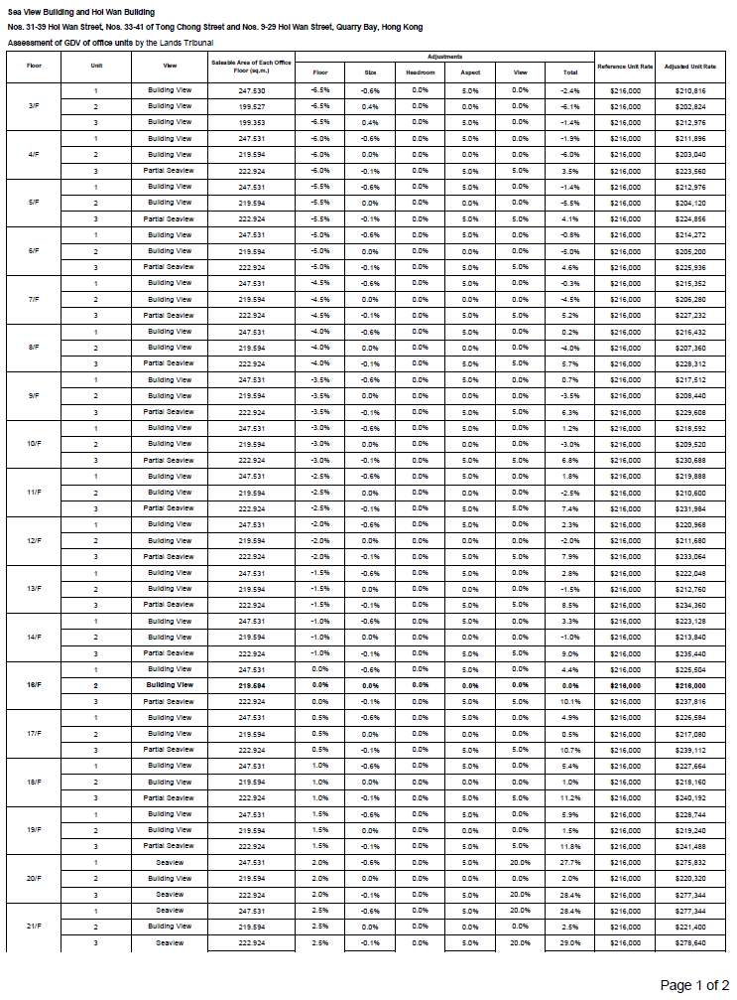 Sea View Building and Hoi Wan Building
Nos. 31-39 Hoi Wan Street, Nos. 33-41 of Tong Chong Street and Nos. 9-29 Hoi Wan Street, Quarry Bay, Hong Kong
Assessment of GDV of office units by the Lands Tribunal
Floor Unit View Saleable Area of Each Office Floor (sq.m.) Adjustments Reference Unit Rate Adjusted Unit Rate
Floor Size Headroom Aspect View Total
1 Building View 247.530 -6.5% -0.6% 0.0% 5.0% 0.0% -2.4% $216,000 $210,816
3/F 2 Building View 199.527 -6.5% 0.4% 0.0% 0.0% 0.0% -6.1% $216,000 $202,824
3 Building View 199.353 -6.5% 0.4% 0.0% 5.0% 0.0% -1.4% $216,000 $212,976
1 Building View 247.531 -6.0% -0.6% 0.0% 5.0% 0.0% -1.9% $216,000 $211,896
4/F 2 Building View 219.594 -6.0% 0.0% 0.0% 0.0% 0.0% -6.0% $216,000 $203,040
3 Partial Seaview 222.924 -6.0% -0.1% 0.0% 5.0% 5.0% 3.5% $216,000 $223,560
1 Building View 247.531 -5.5% -0.6% 0.0% 5.0% 0.0% -1.4% $216,000 $212,976
5/F 2 Building View 219.594 -5.5% 0.0% 0.0% 0.0% 0.0% -5.5% $216,000 $204,120
3 Partial Seaview 222.924 -5.5% -0.1% 0.0% 5.0% 5.0% 4.1% $216,000 $224,856
1 Building View 247.531 -5.0% -0.6% 0.0% 5.0% 0.0% -0.8% $216,000 $214,272
6/F 2 Building View 219.594 -5.0% 0.0% 0.0% 0.0% 0.0% -5.0% $216,000 $205,200
3 Partial Seaview 222.924 -5.0% -0.1% 0.0% 5.0% 5.0% 4.6% $216,000 $225,936
1 Building View 247.531 -4.5% -0.6% 0.0% 5.0% 0.0% -0.3% $216,000 $215,352
7/F 2 Building View 219.594 -4.5% 0.0% 0.0% 0.0% 0.0% -4.5% $216,000 $206,280
3 Partial Seaview 222.924 -4.5% -0.1% 0.0% 5.0% 5.0% 5.2% $216,000 $227,232
1 Building View 247.531 -4.0% -0.6% 0.0% 5.0% 0.0% 0.2% $216,000 $216,432
8/F 2 Building View 219.594 -4.0% 0.0% 0.0% 0.0% 0.0% -4.0% $216,000 $207,360
3 Partial Seaview 222.924 -4.0% -0.1% 0.0% 5.0% 5.0% 5.7% $216,000 $228,312
1 Building View 247.531 -3.5% -0.6% 0.0% 5.0% 0.0% 0.7% $216,000 $217,512
9/F 2 Building View 219.594 -3.5% 0.0% 0.0% 0.0% 0.0% -3.5% $216,000 $208,440
3 Partial Seaview 222.924 -3.5% -0.1% 0.0% 5.0% 5.0% 6.3% $216,000 $229,608
1 Building View 247.531 -3.0% -0.6% 0.0% 5.0% 0.0% 1.2% $216,000 $218,592
10/F 2 Building View 219.594 -3.0% 0.0% 0.0% 0.0% 0.0% -3.0% $216,000 $209,520
3 Partial Seaview 222.924 -3.0% -0.1% 0.0% 5.0% 5.0% 6.8% $216,000 $230,688
1 Building View 247.531 -2.5% -0.6% 0.0% 5.0% 0.0% 1.8% $216,000 $219,888
11/F 2 Building View 219.594 -2.5% 0.0% 0.0% 0.0% 0.0% -2.5% $216,000 $210,600
3 Partial Seaview 222.924 -2.5% -0.1% 0.0% 5.0% 5.0% 7.4% $216,000 $231,984
1 Building View 247.531 -2.0% -0.6% 0.0% 5.0% 0.0% 2.3% $216,000 $220,968
12/F 2 Building View 219.594 -2.0% 0.0% 0.0% 0.0% 0.0% -2.0% $216,000 $211,680
3 Partial Seaview 222.924 -2.0% -0.1% 0.0% 5.0% 5.0% 7.9% $216,000 $233,064
1 Building View 247.531 -1.5% -0.6% 0.0% 5.0% 0.0% 2.8% $216,000 $222,048
13/F 2 Building View 219.594 -1.5% 0.0% 0.0% 0.0% 0.0% -1.5% $216,000 $212,760
3 Partial Seaview 222.924 -1.5% -0.1% 0.0% 5.0% 5.0% 8.5% $216,000 $234,360
1 Building View 247.531 -1.0% -0.6% 0.0% 5.0% 0.0% 3.3% $216,000 $223,128
14/F 2 Building View 219.594 -1.0% 0.0% 0.0% 0.0% 0.0% -1.0% $216,000 $213,840
3 Partial Seaview 222.924 -1.0% -0.1% 0.0% 5.0% 5.0% 9.0% $216,000 $235,440
1 Building View 247.531 0.0% -0.6% 0.0% 5.0% 0.0% 4.4% $216,000 $225,504
16/F 2 Building View 219.594 0.0% 0.0% 0.0% 0.0% 0.0% 0.0% $216,000 $216,000
3 Partial Seaview 222.924 0.0% -0.1% 0.0% 5.0% 5.0% 10.1% $216,000 $237,816
1 Building View 247.531 0.5% -0.6% 0.0% 5.0% 0.0% 4.9% $216,000 $226,584
17/F 2 Building View 219.594 0.5% 0.0% 0.0% 0.0% 0.0% 0.5% $216,000 $217,080
3 Partial Seaview 222.924 0.5% -0.1% 0.0% 5.0% 5.0% 10.7% $216,000 $239,112
1 Building View 247.531 1.0% -0.6% 0.0% 5.0% 0.0% 5.4% $216,000 $227,664
18/F 2 Building View 219.594 1.0% 0.0% 0.0% 0.0% 0.0% 1.0% $216,000 $218,160
3 Partial Seaview 222.924 1.0% -0.1% 0.0% 5.0% 5.0% 11.2% $216,000 $240,192
1 Building View 247.531 1.5% -0.6% 0.0% 5.0% 0.0% 5.9% $216,000 $228,744
19/F 2 Building View 219.594 1.5% 0.0% 0.0% 0.0% 0.0% 1.5% $216,000 $219,240
3 Partial Seaview 222.924 1.5% -0.1% 0.0% 5.0% 5.0% 11.8% $216,000 $241,488
1 Seaview 247.531 2.0% -0.6% 0.0% 5.0% 20.0% 27.7% $216,000 $275,832
20/F 2 Building View 219.594 2.0% 0.0% 0.0% 0.0% 0.0% 2.0% $216,000 $220,320
3 Seaview 222.924 2.0% -0.1% 0.0% 5.0% 20.0% 28.4% $216,000 $277,344
1 Seaview 247.531 2.5% -0.6% 0.0% 5.0% 20.0% 28.4% $216,000 $277,344
21/F 2 Building View 219.594 2.5% 0.0% 0.0% 0.0% 0.0% 2.5% $216,000 $221,400
3 Seaview 222.924 2.5% -0.1% 0.0% 5.0% 20.0% 29.0% $216,000 $278,640
Page 1 of 2